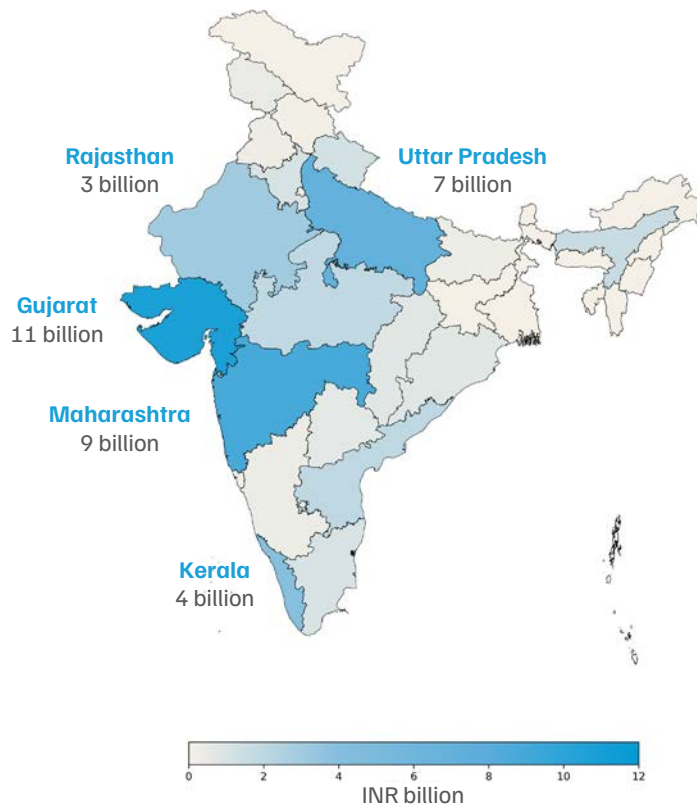 Rajasthan
3 billion
Uttar Pradesh
7 billion
Gujarat
11 billion
Maharashtra
9 billion
Kerala
4 billion
0 2 4 6 8 10 12
INR billion